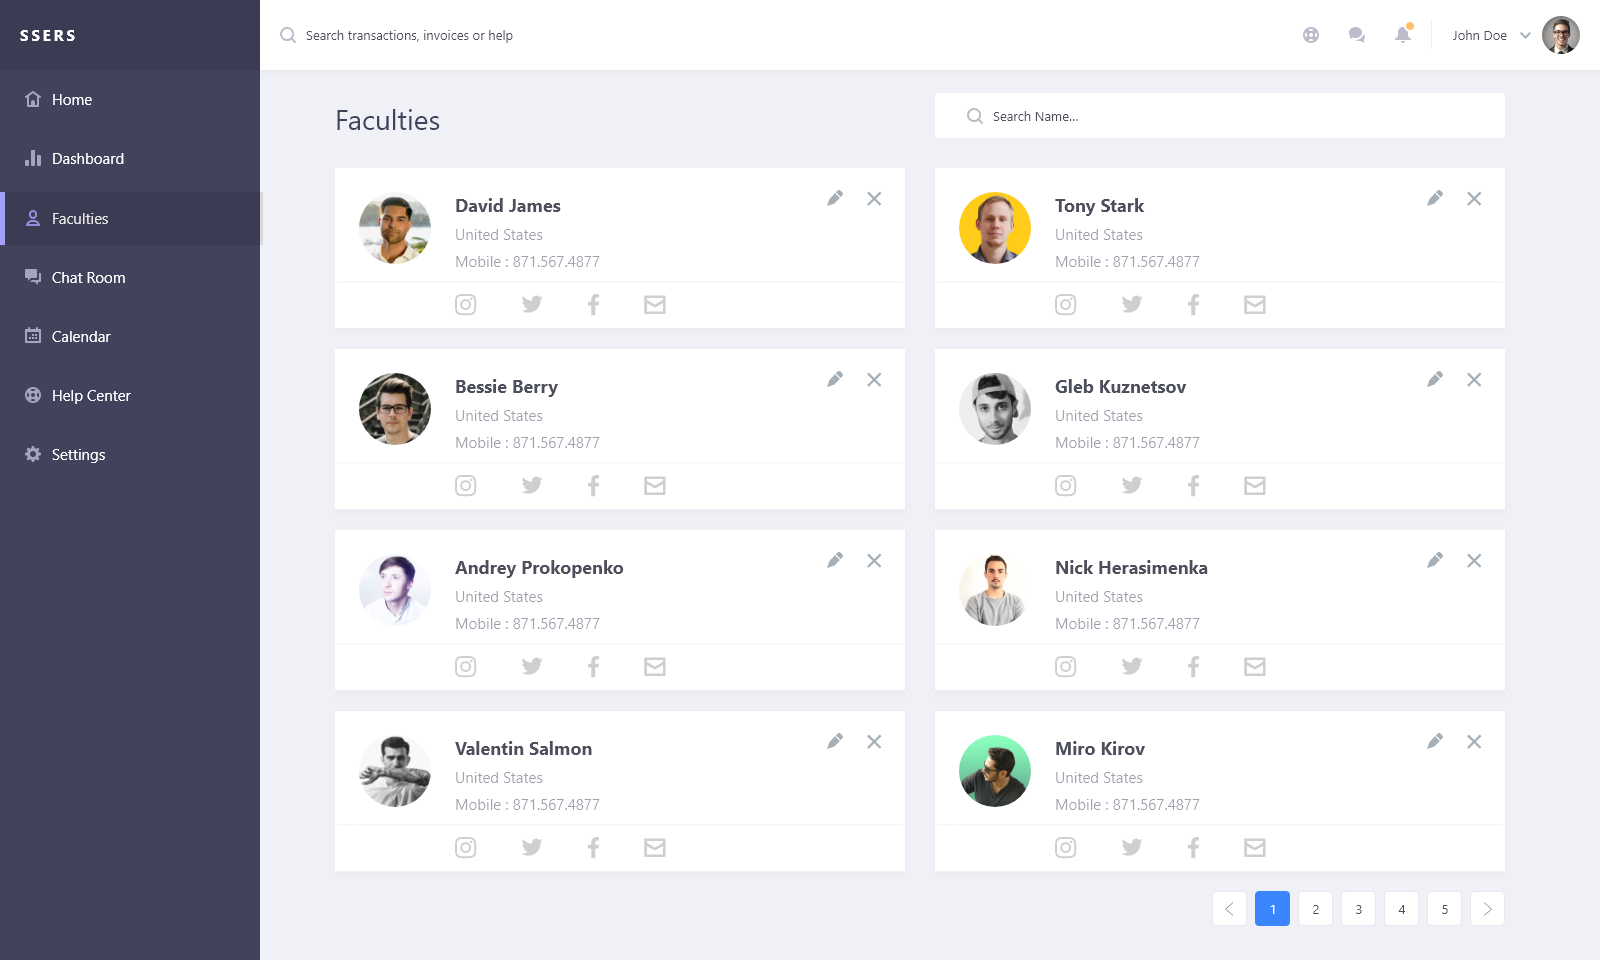 SSERS
Search transactions, invoices or help
John Doe
Home
Dashboard
Faculties
Chat Room
Calendar
Help Center
Settings
Faculties
Search Name...
David James
United States
Mobile : 871.567.4877
Tony Stark
United States
Mobile : 871.567.4877
Bessie Berry
United States
Mobile : 871.567.4877
Gleb Kuznetsov
United States
Mobile : 871.567.4877
Andrey Prokopenko
United States
Mobile : 871.567.4877
Nick Herasimenka
United States
Mobile : 871.567.4877
Valentin Salmon
United States
Mobile : 871.567.4877
Miro Kirov
United States
Mobile : 871.567.4877
1 2 3 4 5